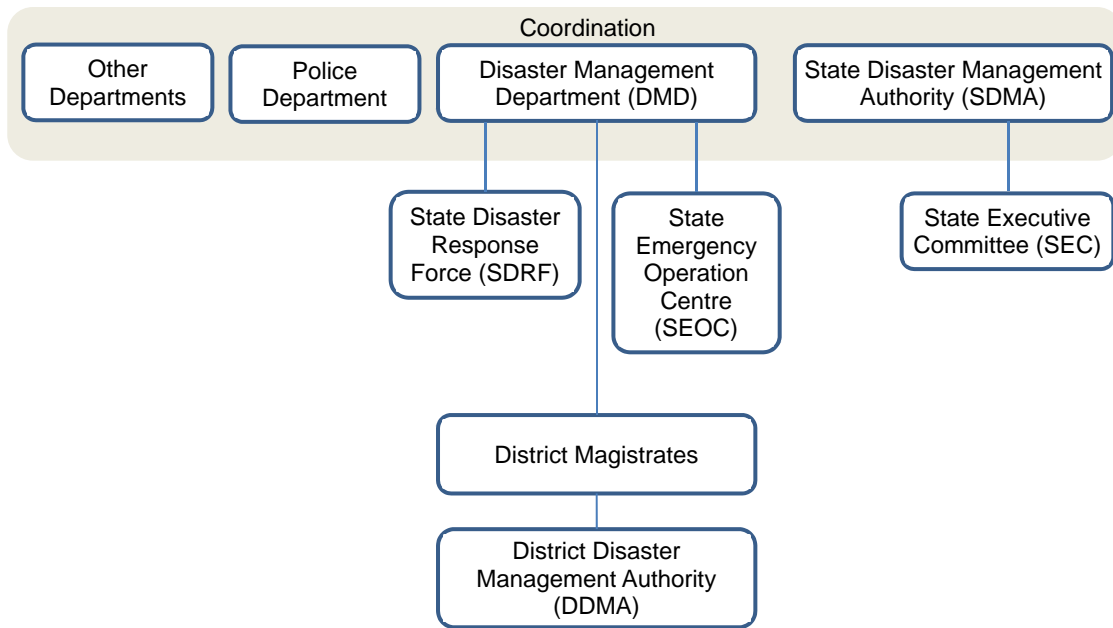 Coordination
Other
Departments
Police
Department
Disaster Management
Department (DMD)
State Disaster Management
Authority (SDMA)
State Disaster
Response
Force (SDRF)
State
Emergency
Operation
Centre
(SEOC)
State Executive
Committee (SEC)
District Magistrates
District Disaster
Management Authority
(DDMA)